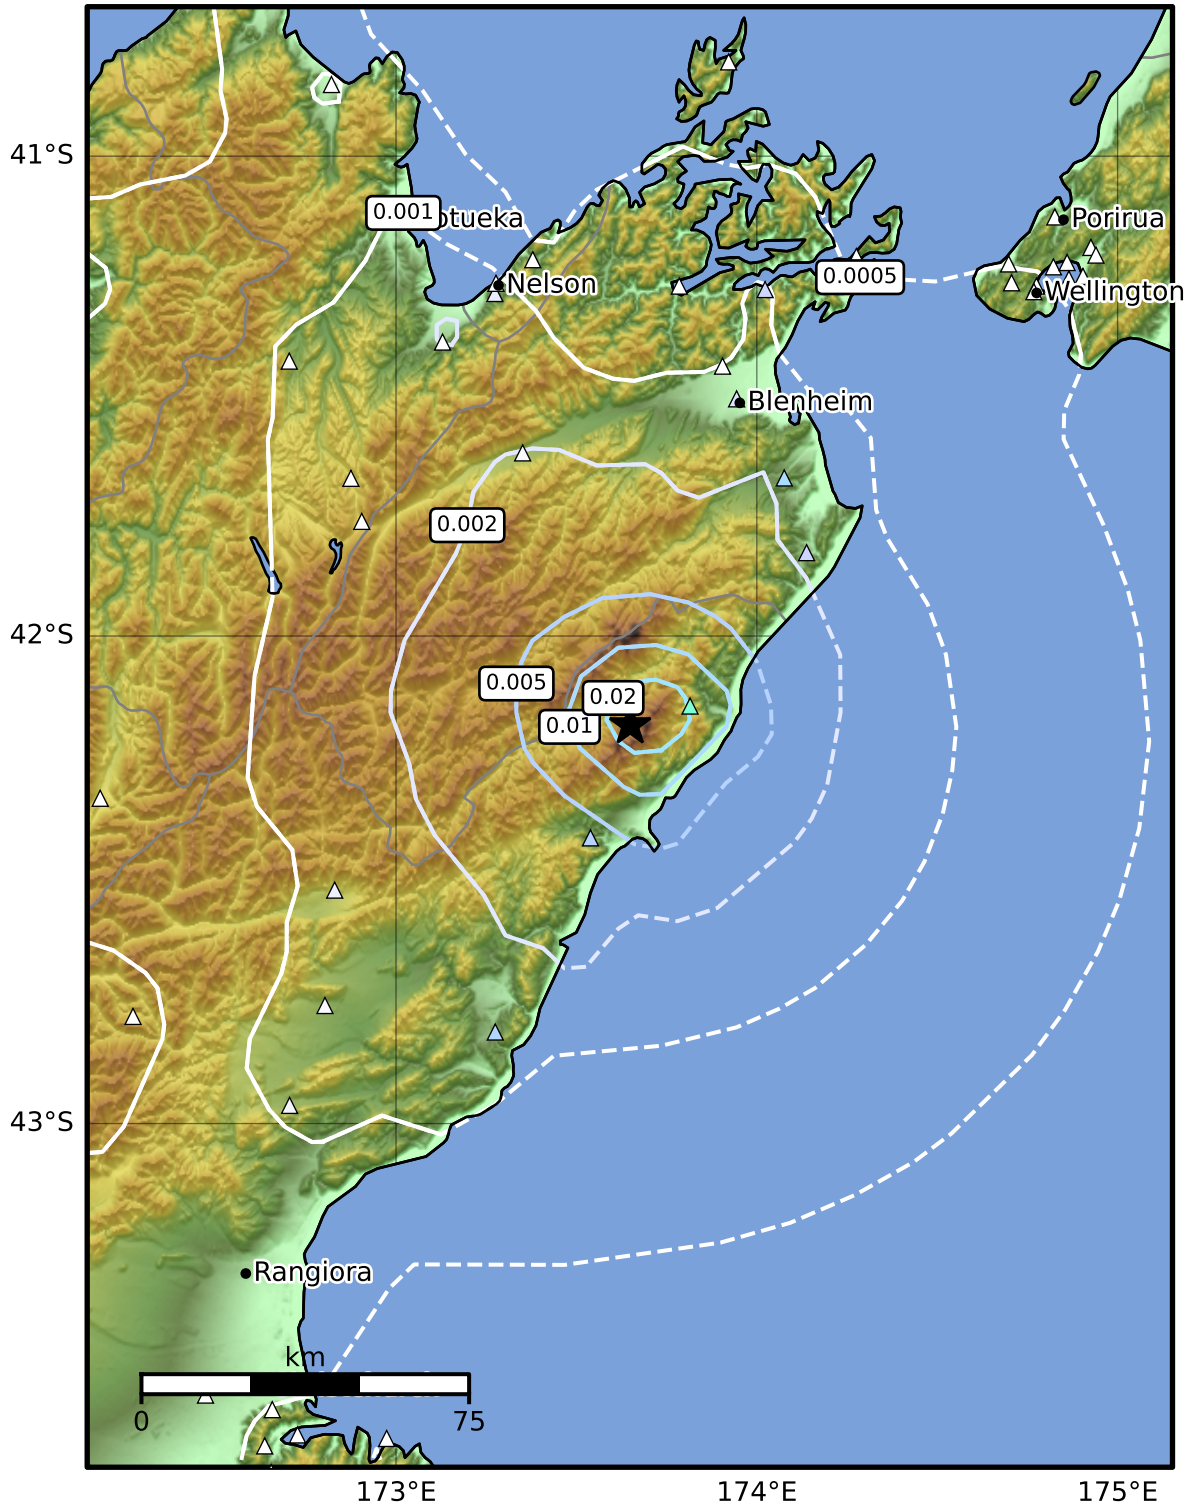 41°S
0.001
otueka
Porirua
0.0005
Nelson
Wellington
Blenheim
0.002
42°S
0.005
0.02
0.01
43°S
Rangiora
km
0
75
173°E
174°E
175°E